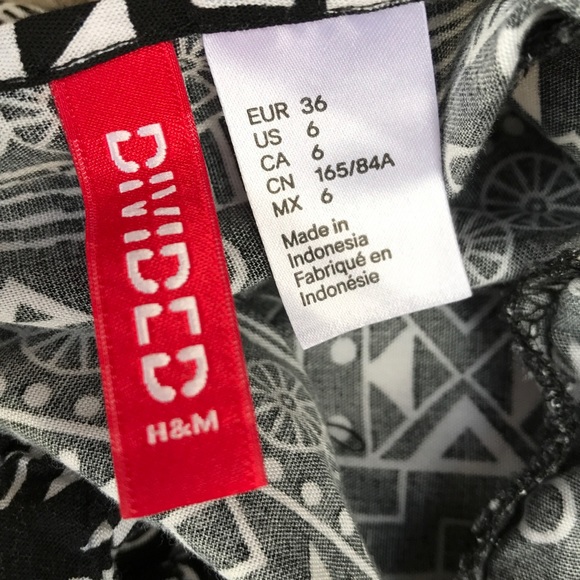 DIVIDED
H&M
EUR 36
US 6
CA 6
CN 165/84A
MX 6
Made in
Indonesia
Fabriqué en
Indonésie